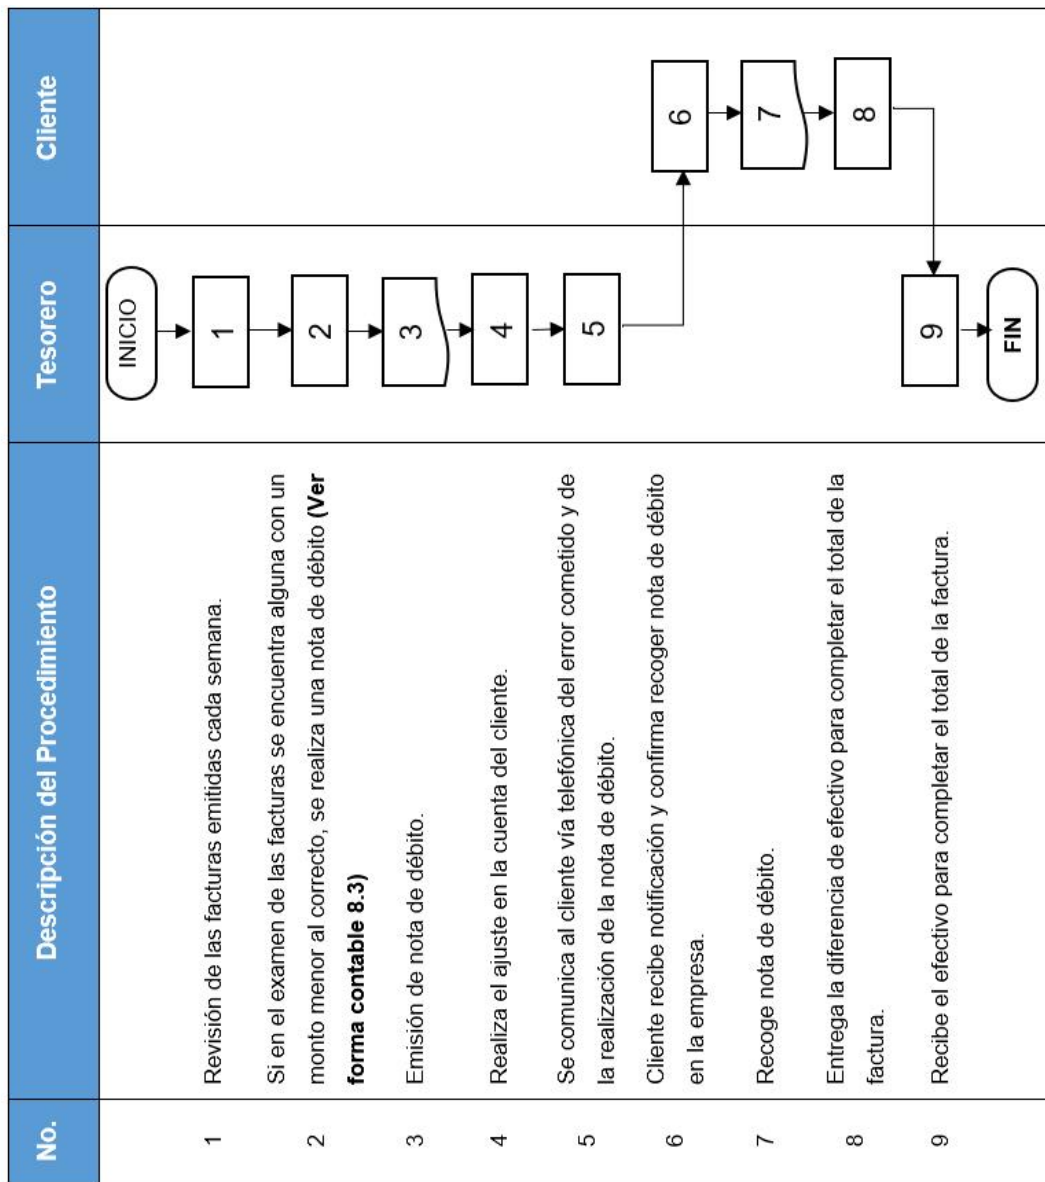 No.
Descripción del Procedimiento
Tesorero
Cliente
INICIO
1
Revisión de las facturas emitidas cada semana.
1
2
Si en el examen de las facturas se encuentra alguna con un
monto menor al correcto, se realiza una nota de débito (Ver
forma contable 8.3)
2
3
Emisión de nota de débito.
3
4
Realiza el ajuste en la cuenta del cliente.
4
5
Se comunica al cliente vía telefónica del error cometido y de
la realización de la nota de débito.
5
6
Cliente recibe notificación y confirma recoger nota de débito
en la empresa.
6
7
Recoge nota de débito.
7
8
Entrega la diferencia de efectivo para completar el total de la
factura.
8
9
Recibe el efectivo para completar el total de la factura.
9
FIN